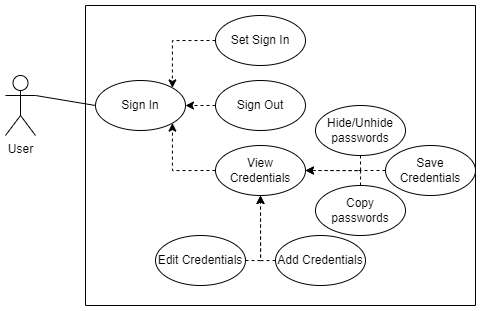 Set Sign In
Sign In
Sign Out
User
Hide/Unhide
passwords
View
Credentials
Save
Credentials
Copy
passwords
Edit Credentials
Add Credentials